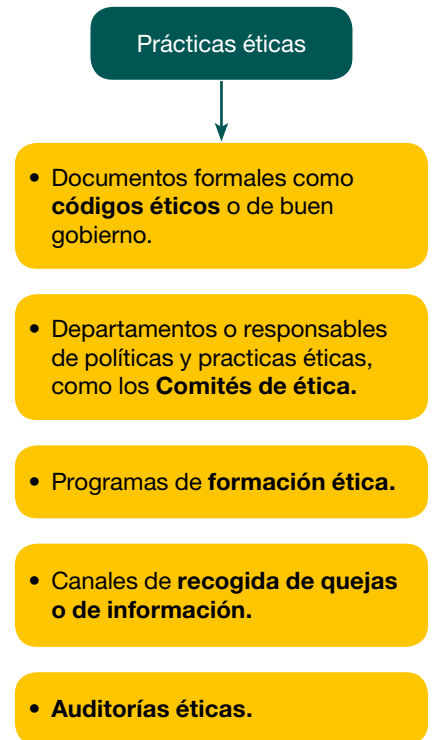 Prácticas éticas
• Documentos formales como
códigos éticos o de buen
gobierno.
• Departamentos o responsables
de políticas y practicas éticas,
como los Comités de ética.
• Programas de formación ética.
• Canales de recogida de quejas
o de información.
• Auditorías éticas.